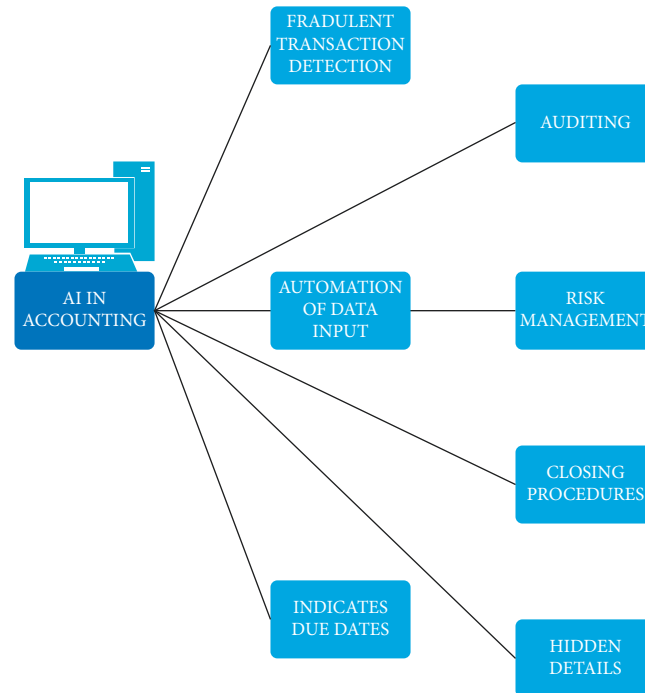 FRADULENT
TRANSACTION
DETECTION
AUDITING
AI IN
ACCOUNTING
AUTOMATION
OF DATA
INPUT
RISK
MANAGEMENT
CLOSING
PROCEDURES
INDICATES
DUE DATES
HIDDEN
DETAILS